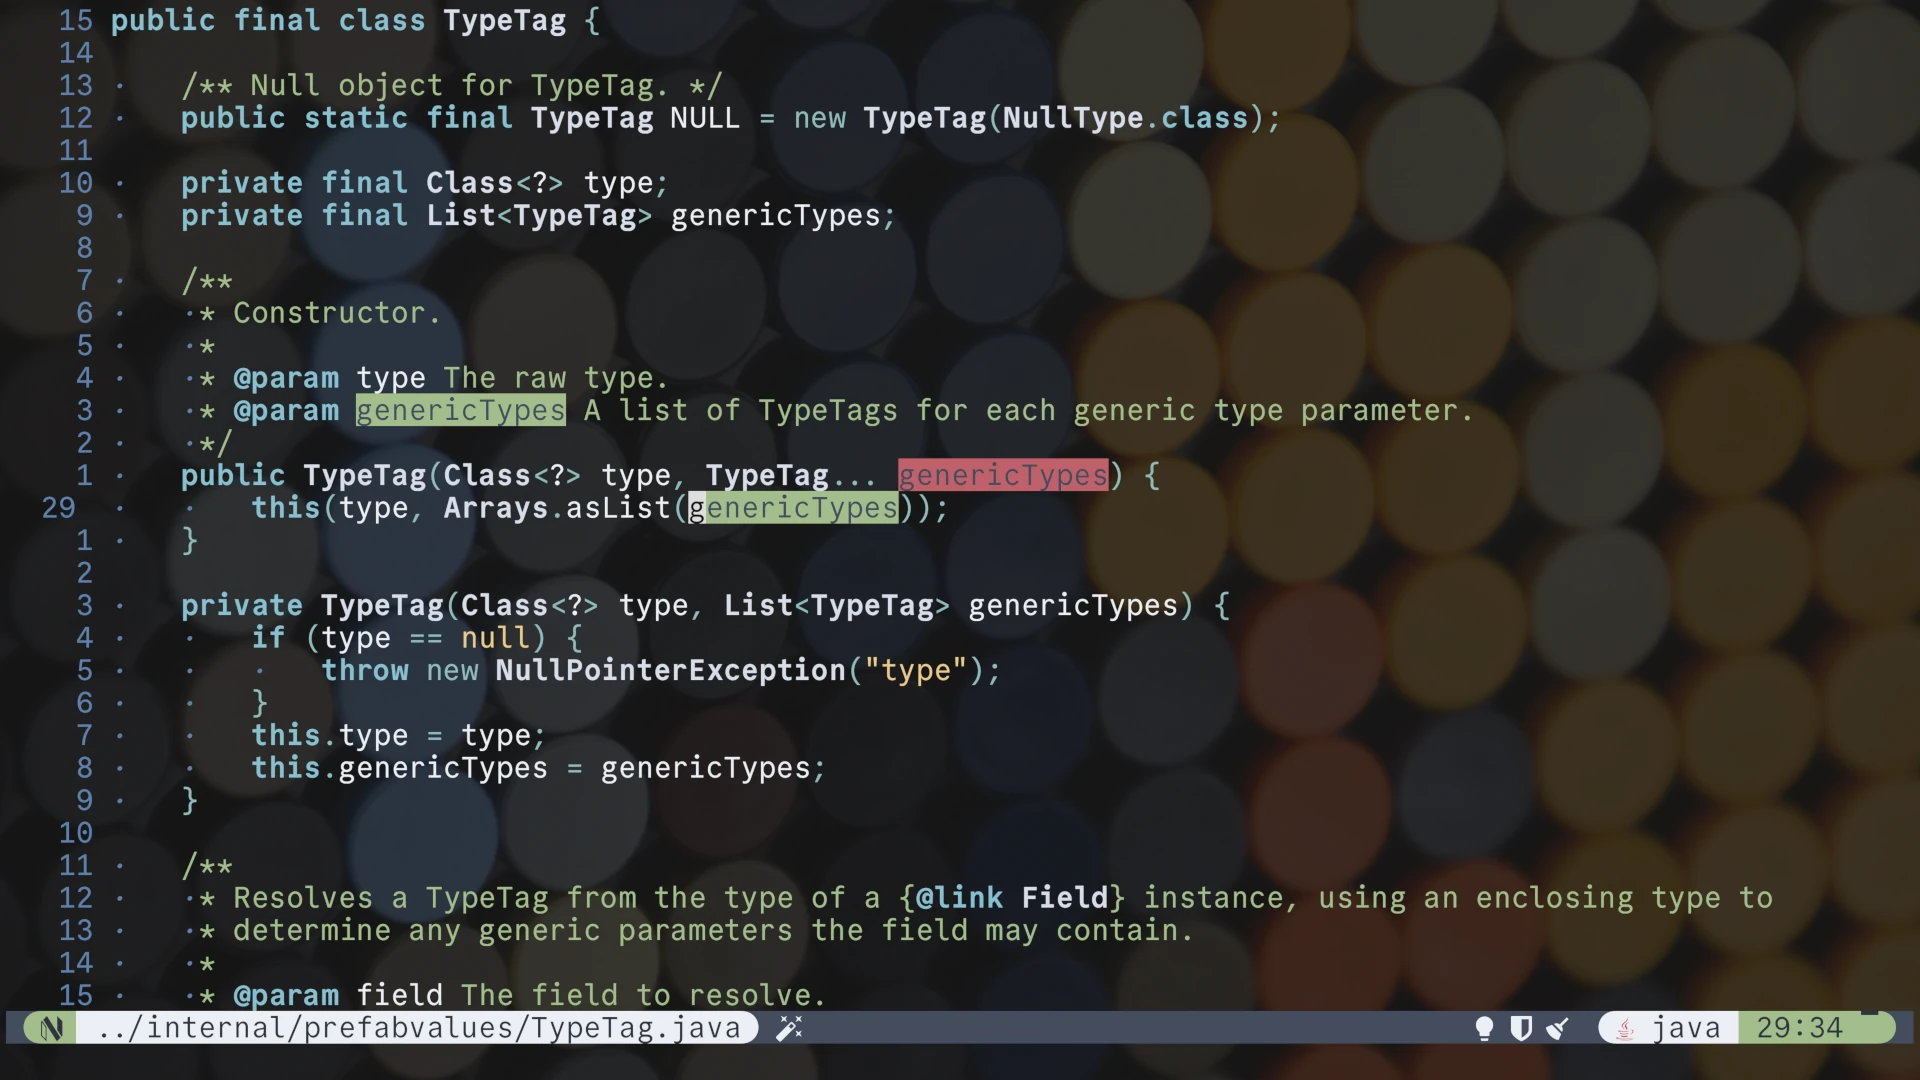 15 public final class TypeTag {
14
13 /** Null object for TypeTag. */
12 public static final TypeTag NULL = new TypeTag(NullType.class);
11
10 private final Class<?> type;
9 private final List<TypeTag> genericTypes;
8
7 /**
6 * Constructor.
5 *
4 * @param type The raw type.
3 * @param genericTypes A list of TypeTags for each generic type parameter.
2 */
1 public TypeTag(Class<?> type, TypeTag... genericTypes) {
29 this(type, Arrays.asList(genericTypes));
1 }
2
3 private TypeTag(Class<?> type, List<TypeTag> genericTypes) {
4 if (type == null) {
5 throw new NullPointerException("type");
6 }
7 this.type = type;
8 this.genericTypes = genericTypes;
9 }
10
11 /**
12 * Resolves a TypeTag from the type of a {@link Field} instance, using an enclosing type to
13 * determine any generic parameters the field may contain.
14 *
15 * @param field The field to resolve.
../internal/prefabvalues/TypeTag.java java 29:34